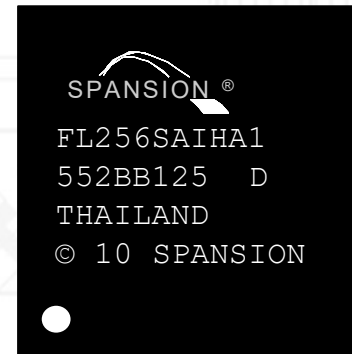 SPANSION ®
FL256SAIHA1
552BB125 D
THAILAND
© 10 SPANSION